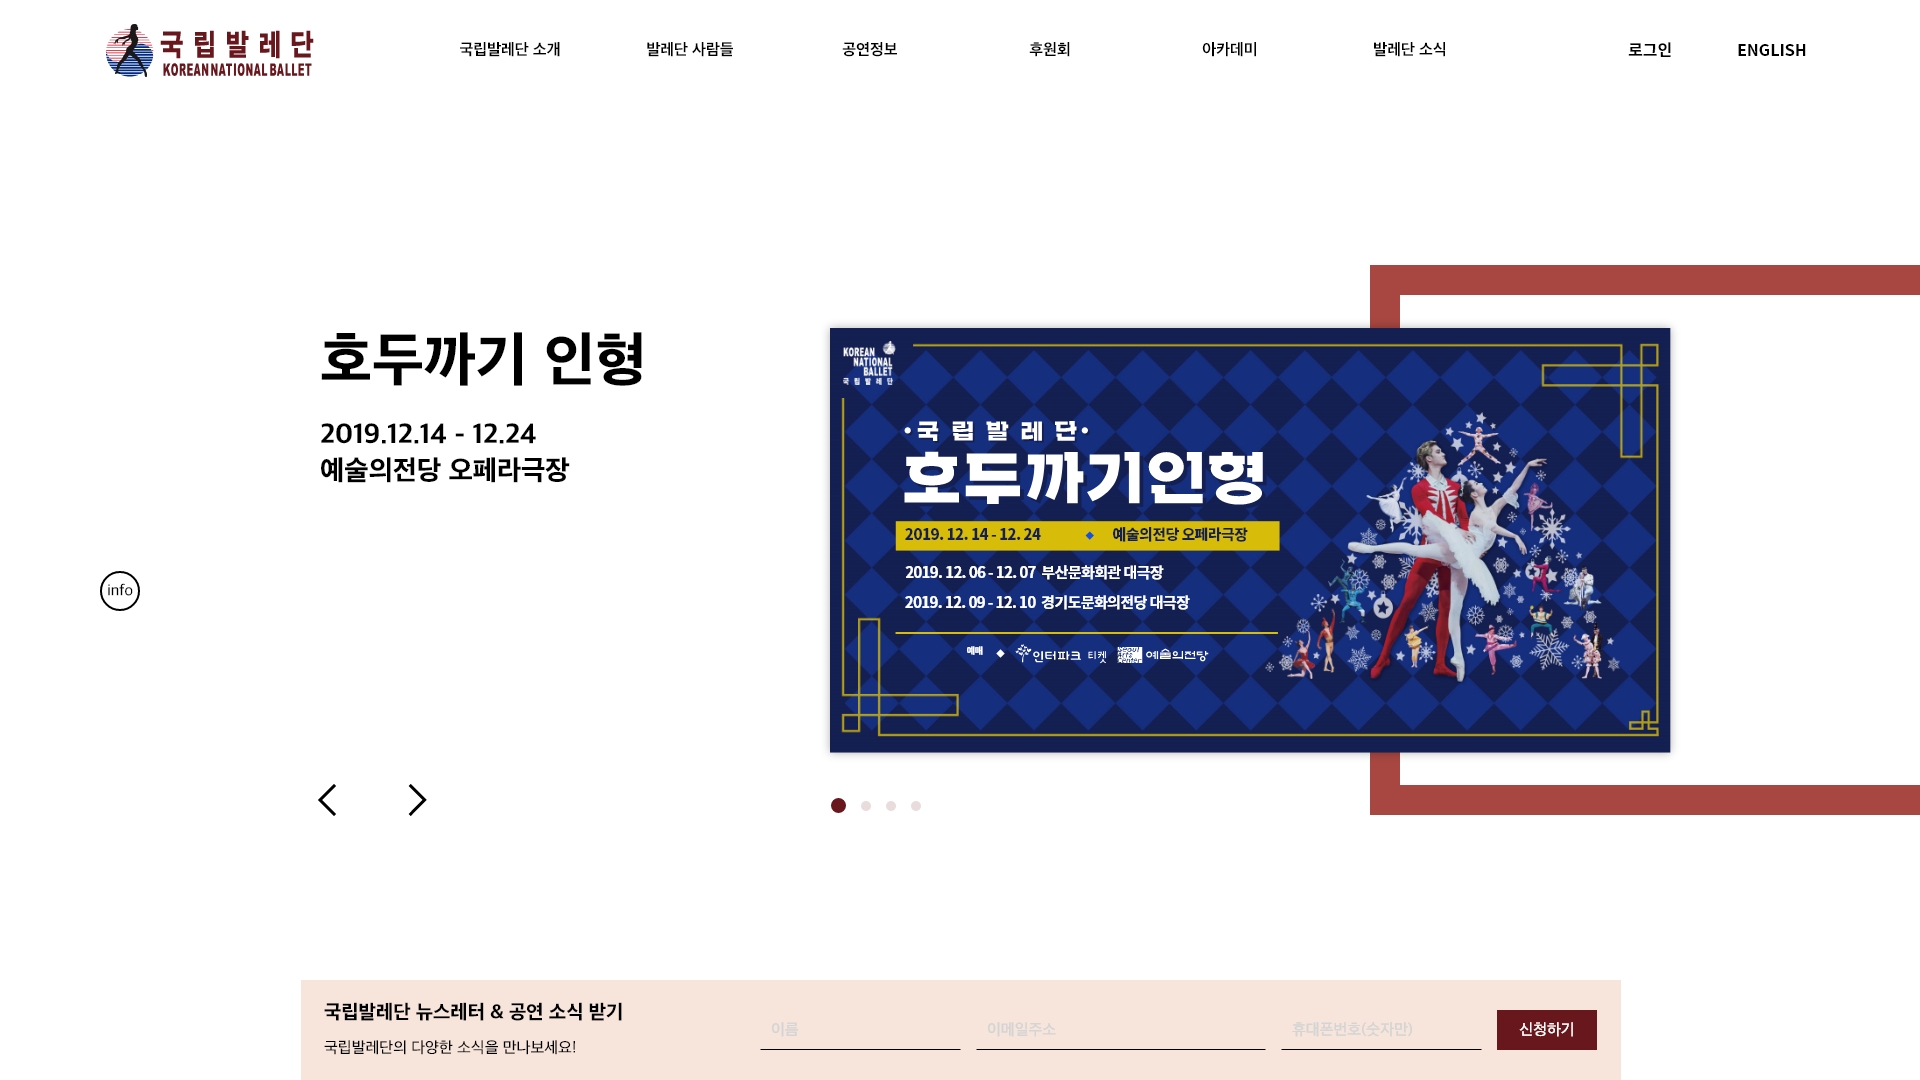 국립발레단
KOREAN NATIONAL BALLET
국립발레단 소개
발레단 사람들
공연정보
후원회
아카데미
발레단 소식
로그인
ENGLISH
호두까기 인형
2019.12.14 - 12.24
예술의전당 오페라극장
info
KOREAN
NATIONAL
BALLET
국립발레단
•국립발레단•
호두까기인형
2019. 12. 14 - 12. 24 ◆ 예술의전당 오페라극장
2019. 12. 06 - 12. 07 부산문화회관 대극장
2019. 12. 09 - 12. 10 경기도문화의전당 대극장
예매 ◆ 인터파크 티켓 Seoul Arts Center 예술의전당
국립발레단 뉴스레터 & 공연 소식 받기
국립발레단의 다양한 소식을 만나보세요!
이름
이메일주소
휴대폰번호(숫자만)
신청하기